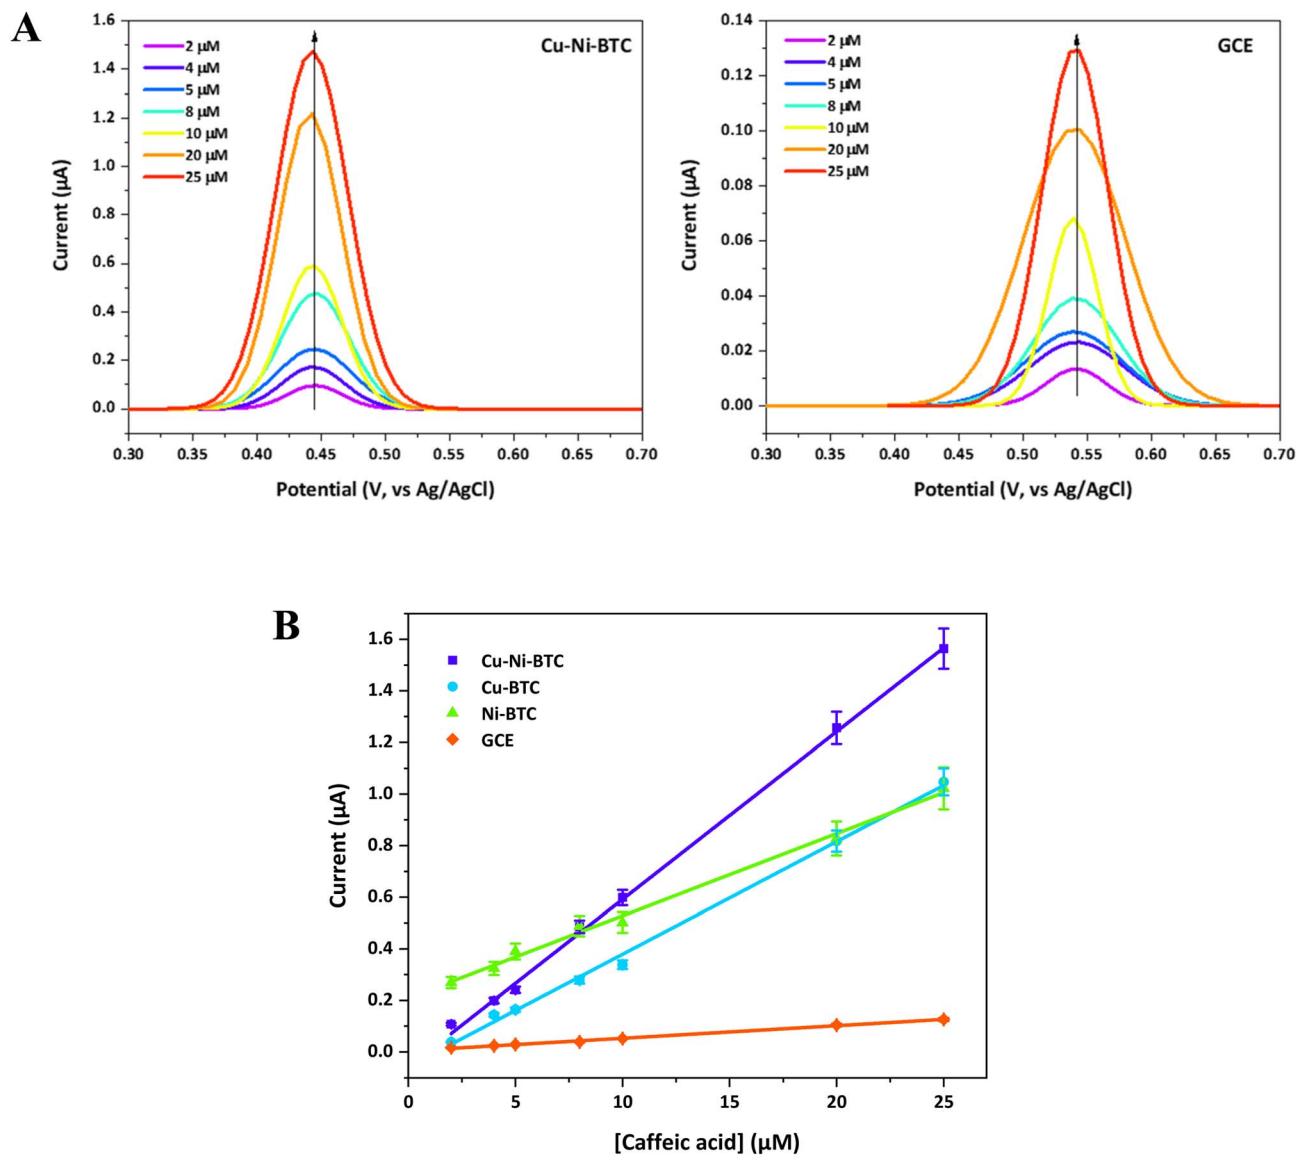 A
Cu-Ni-BTC
2 µM
4 µM
5 µM
8 µM
10 µM
20 µM
25 µM
1.6
1.4
1.2
1.0
0.8
0.6
0.4
0.2
0.0
Current (µA)
0.30 0.35 0.40 0.45 0.50 0.55 0.60 0.65 0.70
Potential (V, vs Ag/AgCl)
GCE
2 µM
4 µM
5 µM
8 µM
10 µM
20 µM
25 µM
0.14
0.12
0.10
0.08
0.06
0.04
0.02
0.00
Current (µA)
0.30 0.35 0.40 0.45 0.50 0.55 0.60 0.65 0.70
Potential (V, vs Ag/AgCl)
B
Cu-Ni-BTC
Cu-BTC
Ni-BTC
GCE
1.6
1.4
1.2
1.0
0.8
0.6
0.4
0.2
0.0
Current (µA)
0 5 10 15 20 25
[Caffeic acid] (µM)